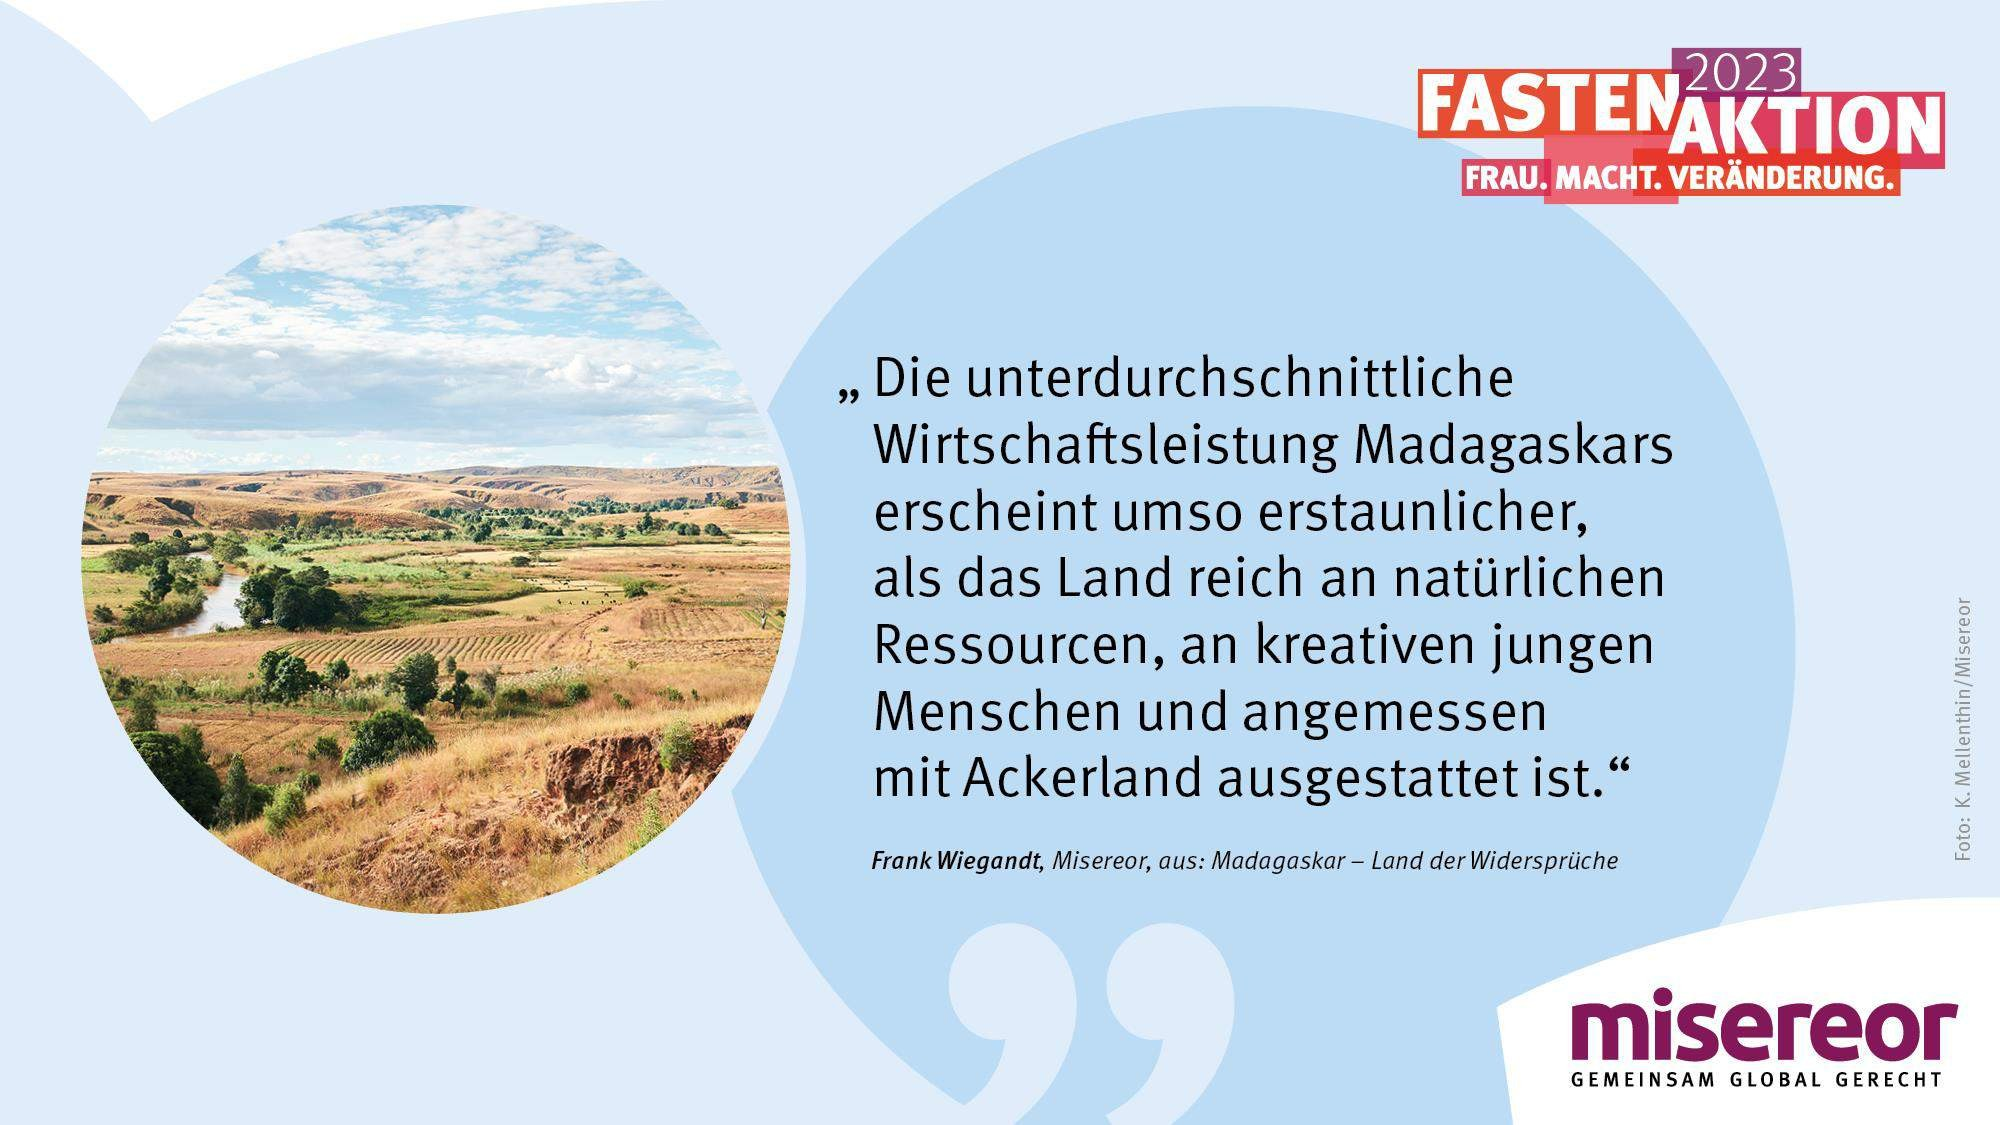 2023
FASTENAKTION
FRAU. MACHT. VERÄNDERUNG.
„Die unterdurchschnittliche
Wirtschaftsleistung Madagaskars
erscheint umso erstaunlicher,
als das Land reich an natürlichen
Ressourcen, an kreativen jungen
Menschen und angemessen
mit Ackerland ausgestattet ist.“
Frank Wiegandt, Misereor, aus: Madagaskar – Land der Widersprüche
Foto: K. Mellenthin/Misereor
misereor
GEMEINSAM GLOBAL GERECHT